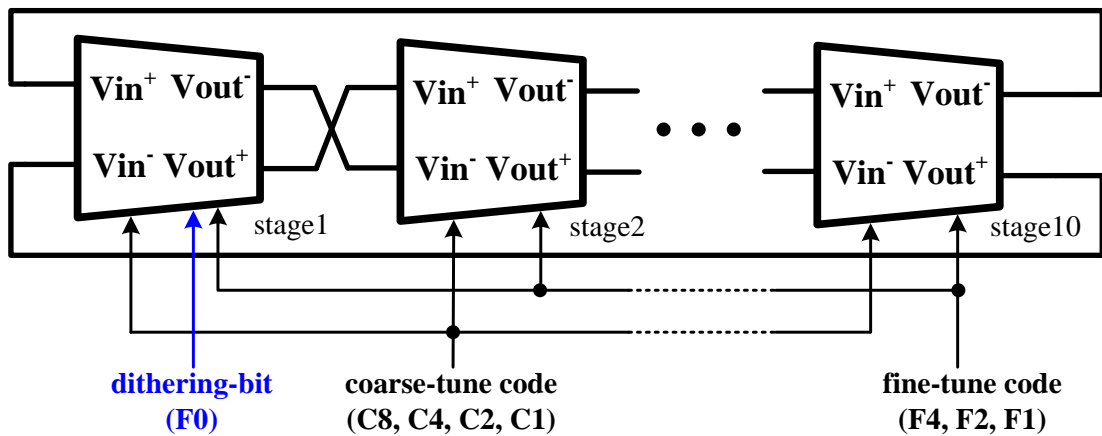 Vin⁺ Vout⁻
Vin⁻ Vout⁺
stage1
Vin⁺ Vout⁻
Vin⁻ Vout⁺
stage2
Vin⁺ Vout⁻
Vin⁻ Vout⁺
stage10
dithering-bit
(F0)
coarse-tune code
(C8, C4, C2, C1)
fine-tune code
(F4, F2, F1)